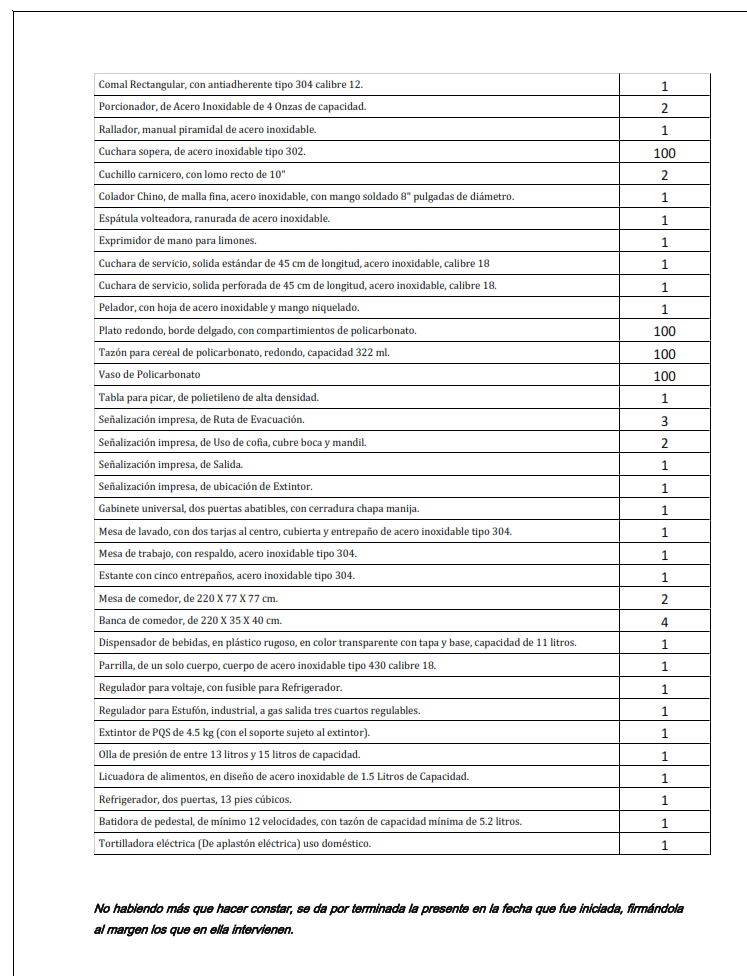 Comal Rectangular, con antiadherente tipo 304 calibre 12. 1
Porcionador, de Acero Inoxidable de 4 Onzas de capacidad. 2
Rallador, manual piramidal de acero inoxidable. 1
Cuchara sopera, de acero inoxidable tipo 302. 100
Cuchillo carnicero, con lomo recto de 10" 2
Colador Chino, de malla fina, acero inoxidable, con mango soldado 8" pulgadas de diámetro. 1
Espátula volteadora, ranurada de acero inoxidable. 1
Exprimidor de mano para limones. 1
Cuchara de servicio, solida estándar de 45 cm de longitud, acero inoxidable, calibre 18 1
Cuchara de servicio, solida perforada de 45 cm de longitud, acero inoxidable, calibre 18. 1
Pelador, con hoja de acero inoxidable y mango niquelado. 1
Plato redondo, borde delgado, con compartimientos de policarbonato. 100
Tazón para cereal de policarbonato, redondo, capacidad 322 ml. 100
Vaso de Policarbonato 100
Tabla para picar, de polietileno de alta densidad. 1
Señalización impresa, de Ruta de Evacuación. 3
Señalización impresa, de Uso de cofia, cubre boca y mandil. 2
Señalización impresa, de Salida. 1
Señalización impresa, de ubicación de Extintor. 1
Gabinete universal, dos puertas abatibles, con cerradura chapa manija. 1
Mesa de lavado, con dos tarjas al centro, cubierta y entrepaño de acero inoxidable tipo 304. 1
Mesa de trabajo, con respaldo, acero inoxidable tipo 304. 1
Estante con cinco entrepaños, acero inoxidable tipo 304. 1
Mesa de comedor, de 220 X 77 X 77 cm. 2
Banca de comedor, de 220 X 35 X 40 cm. 4
Dispensador de bebidas, en plástico rugoso, en color transparente con tapa y base, capacidad de 11 litros. 1
Parrilla, de un solo cuerpo, cuerpo de acero inoxidable tipo 430 calibre 18. 1
Regulador para voltaje, con fusible para Refrigerador. 1
Regulador para Estufón, industrial, a gas salida tres cuartos regulables. 1
Extintor de PQS de 4.5 kg (con el soporte sujeto al extintor). 1
Olla de presión de entre 13 litros y 15 litros de capacidad. 1
Licuadora de alimentos, en diseño de acero inoxidable de 1.5 Litros de Capacidad. 1
Refrigerador, dos puertas, 13 pies cúbicos. 1
Batidora de pedestal, de mínimo 12 velocidades, con tazón de capacidad mínima de 5.2 litros. 1
Tortilladora eléctrica (De aplastón eléctrica) uso doméstico. 1
No habiendo más que hacer constar, se da por terminada la presente en la fecha que fue iniciada, firmándola
al margen los que en ella intervienen.